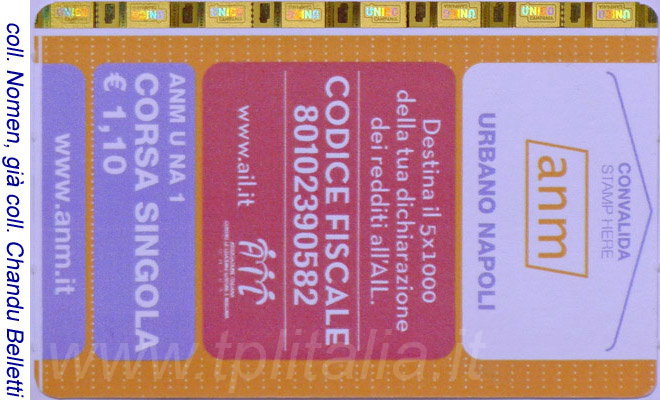 CONVALIDA
STAMP HERE
anm
URBANO NAPOLI
Destina il 5x1000
della tua dichiarazione
dei redditi all'AIL.
CODICE FISCALE
80102390582
www.ail.it
AIL
ANM U NA 1
CORSA SINGOLA
€ 1,10
www.anm.it
coll. Nomen, già coll. Chandu Belletti
www.tplitalia.it